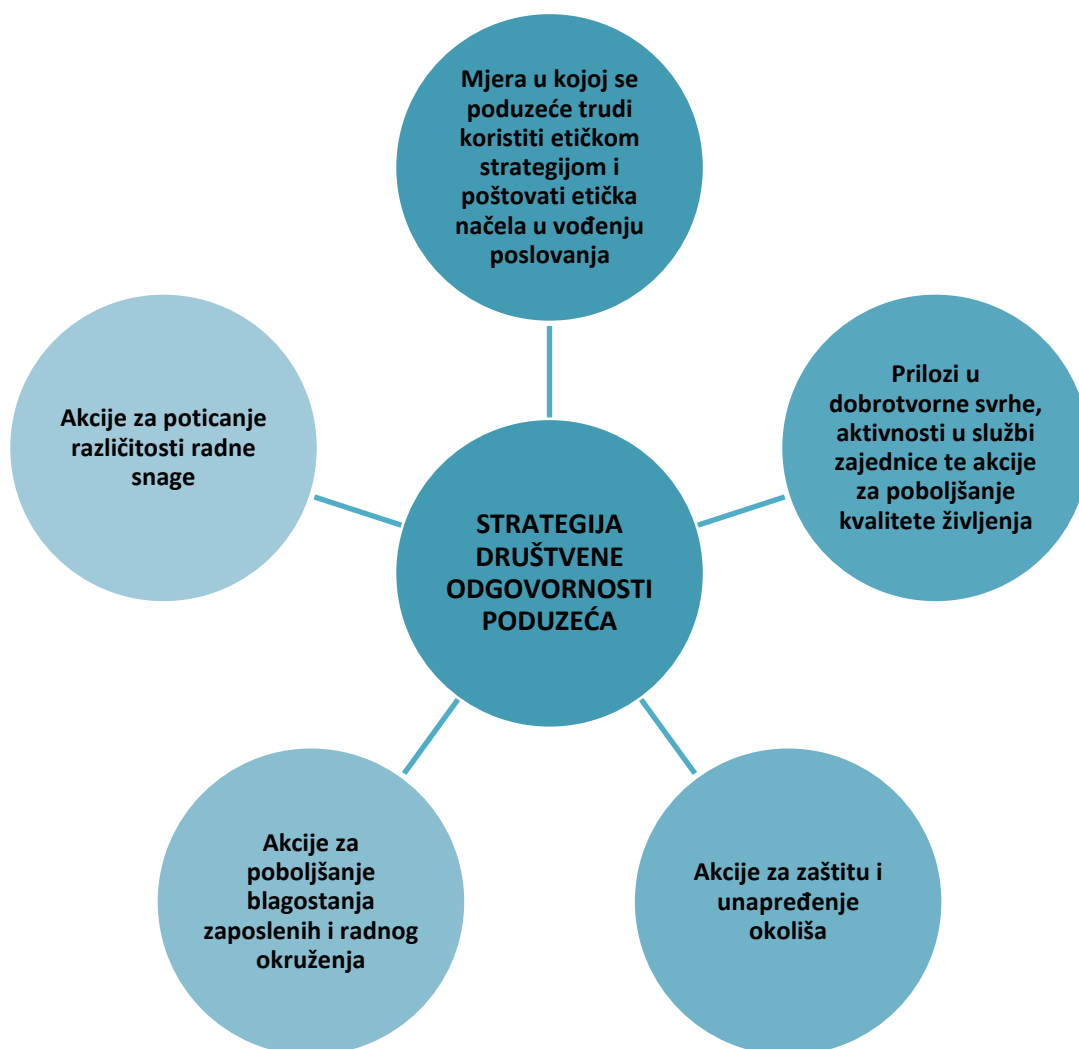 Mjera u kojoj se
poduzeće trudi
koristiti etičkom
strategijom i
poštovati etička
načela u vođenju
poslovanja
Prilozi u
dobrotvorne svrhe,
aktivnosti u službi
zajednice te akcije
za poboljšanje
kvalitete življenja
Akcije za poticanje
različitosti radne
snage
STRATEGIJA
DRUŠTVENE
ODGOVORNOSTI
PODUZEĆA
Akcije za
poboljšanje
blagostanja
zaposlenih i radnog
okruženja
Akcije za zaštitu i
unapređenje
okoliša